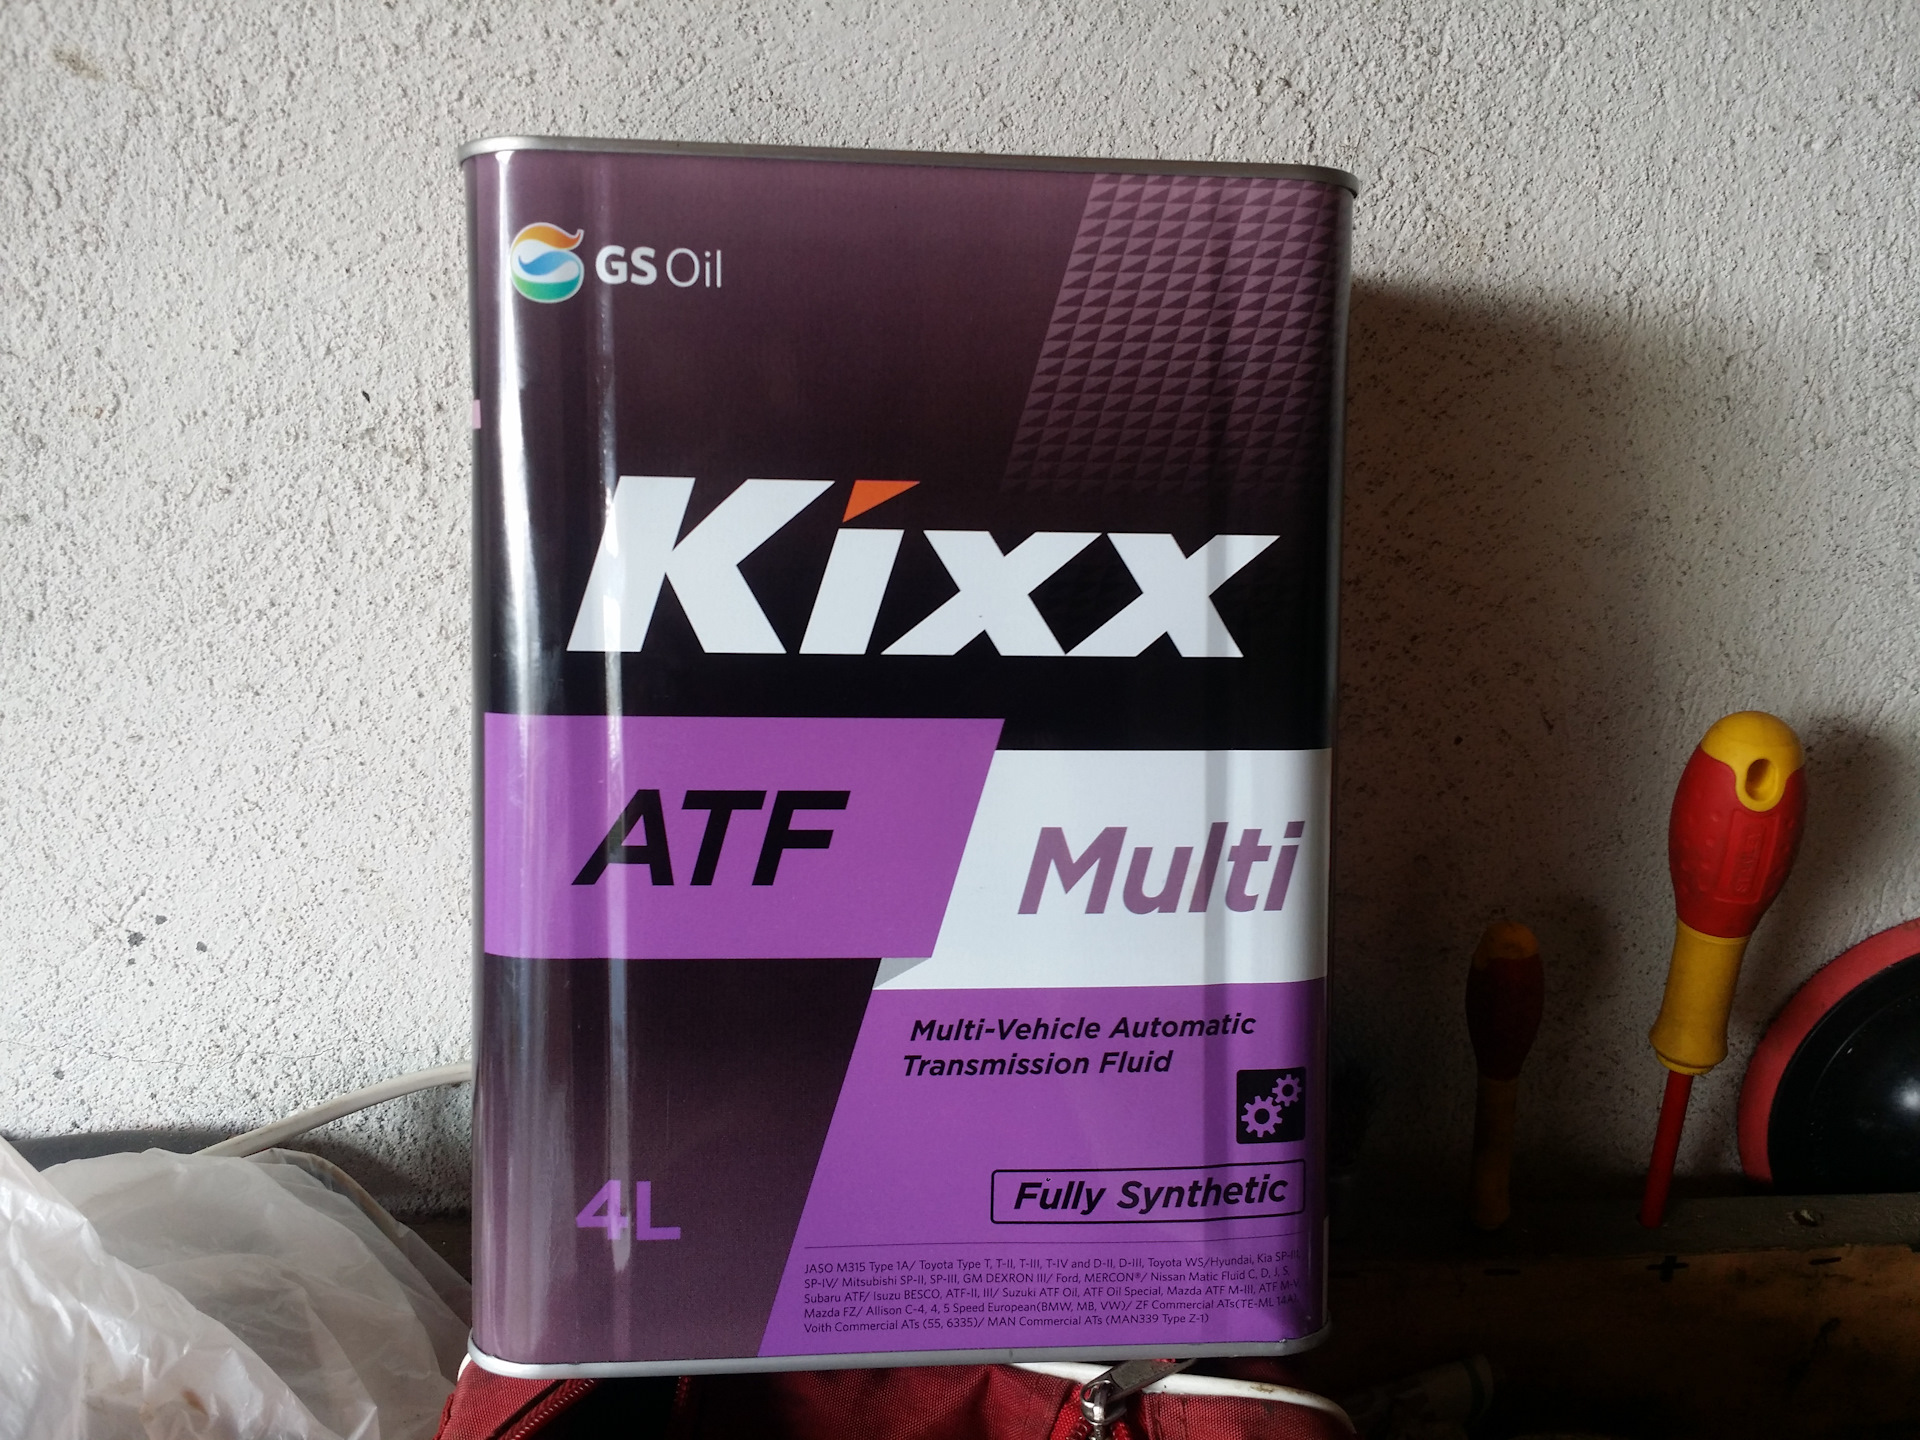 GS Oil
Kixx
ATF
Multi
Multi-Vehicle Automatic
Transmission Fluid
Fully Synthetic
4L
JASO M315 Type 1A/ Toyota Type T, T-II, T-III, T-IV and D-II, D-III, Toyota WS/Hyundai, Kia SP-III,
SP-IV/ Mitsubishi SP-II, SP-III, GM DEXRON III/ Ford, MERCON®/ Nissan Matic Fluid C, D, J, S,
Subaru ATF/ Isuzu BESCO, ATF-II, III/ Suzuki ATF Oil, ATF Oil Special, Mazda ATF M-III, ATF M-V
Mazda FZ/ Allison C-4, 4, 5 Speed European(BMW, MB, VW)/ ZF Commercial ATs(TE-ML 14A),
Voith Commercial ATs (55, 6335)/ MAN Commercial ATs (MAN339 Type Z-1)